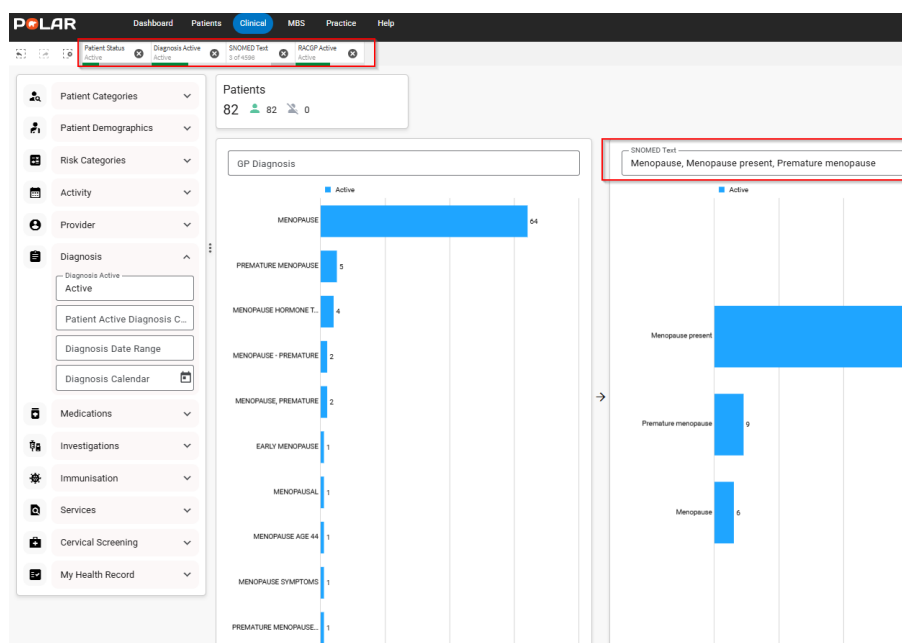 POLAR Dashboard Patients Clinical MBS Practice Help
Patient Status
Active
Diagnosis Active
Active
SNOMED Text
3 of 4596
RACGP Active
Active
Patient Categories
Patient Demographics
Risk Categories
Activity
Provider
Diagnosis
Diagnosis Active
Active
Patient Active Diagnosis C...
Diagnosis Date Range
Diagnosis Calendar
Medications
Investigations
Immunisation
Services
Cervical Screening
My Health Record
Patients
82 82 0
GP Diagnosis
Active
MENOPAUSE 64
PREMATURE MENOPAUSE 5
MENOPAUSE HORMONE T... 4
MENOPAUSE - PREMATURE 2
MENOPAUSE, PREMATURE 2
EARLY MENOPAUSE 1
MENOPAUSAL 1
MENOPAUSE AGE 44 1
MENOPAUSE SYMPTOMS 1
PREMATURE MENOPAUSE... 1
SNOMED Text
Menopause, Menopause present, Premature menopause
Active
Menopause present
Premature menopause 9
Menopause 6